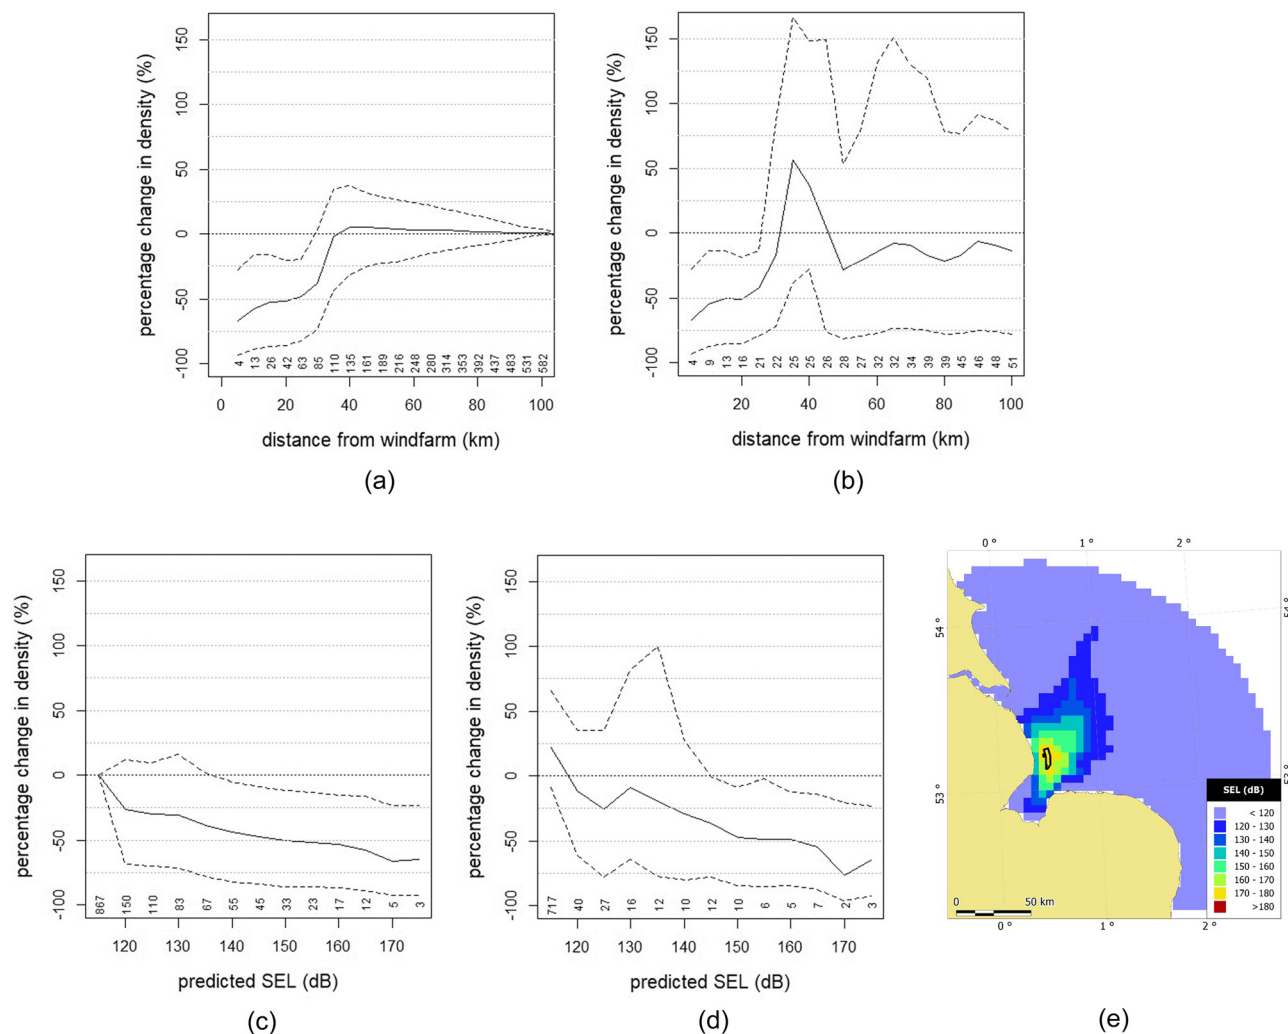 150
100
50
0
-50
-100
percentage change in density (%)
4 13 26 42 63 85 110 135 161 189 216 248 280 314 353 392 437 483 531 582
0 20 40 60 80 100
distance from windfarm (km)
(a)
150
100
50
0
-50
-100
percentage change in density (%)
4 9 13 16 21 22 25 25 26 28 27 32 32 34 39 39 45 46 48 51
20 40 60 80 100
distance from windfarm (km)
(b)
150
100
50
0
-50
-100
percentage change in density (%)
867 150 110 83 67 55 45 33 23 17 12 5 3
120 130 140 150 160 170
predicted SEL (dB)
(c)
150
100
50
0
-50
-100
percentage change in density (%)
717 40 27 16 12 10 12 10 6 5 7 2 3
120 130 140 150 160 170
predicted SEL (dB)
(d)
0 ° 1 ° 2 °
54 °
54 °
53 °
53 °
SEL (dB)
< 120
120 - 130
130 - 140
140 - 150
150 - 160
160 - 170
170 - 180
>180
0 50 km
0 ° 1 ° 2 °
(e)